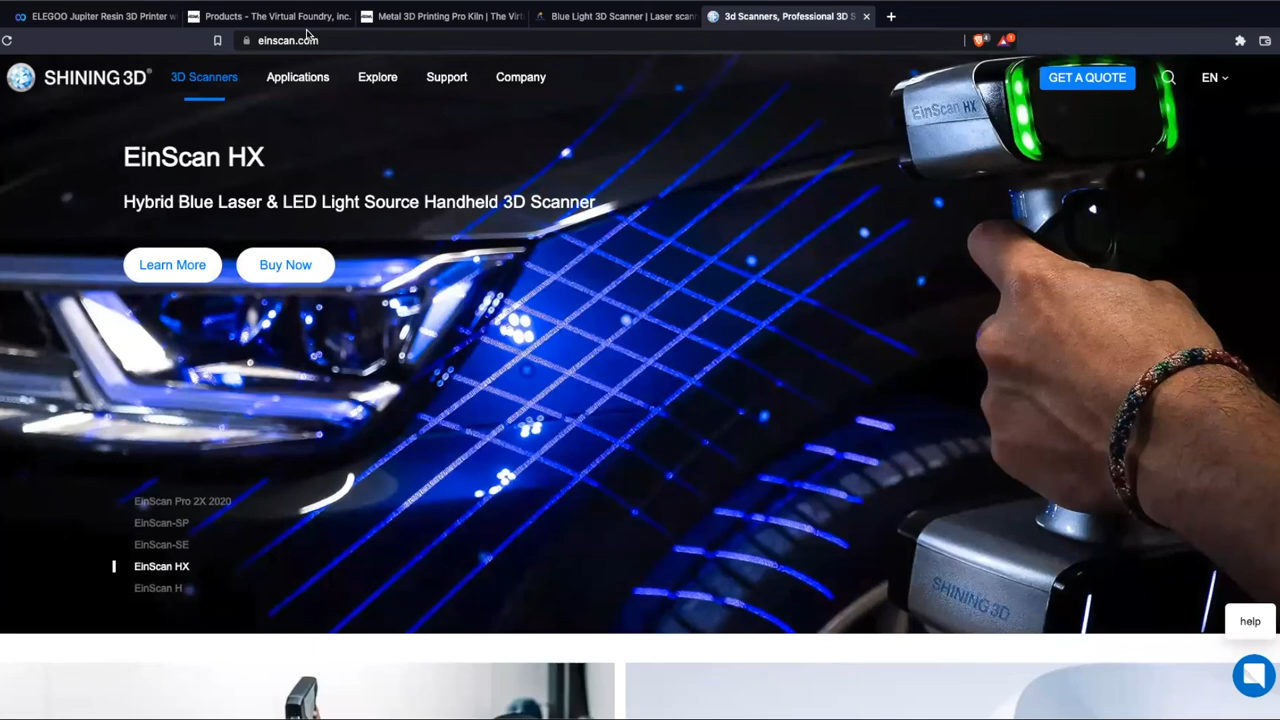 ELEGOO Jupiter Resin 3D Printer w
Products - The Virtual Foundry, inc.
Metal 3D Printing Pro Kiln | The Virt
Blue Light 3D Scanner | Laser scan
3d Scanners, Professional 3D S
einscan.com
4
1
SHINING 3D®
3D Scanners
Applications
Explore
Support
Company
GET A QUOTE
EN
EinScan HX
EinScan HX
Hybrid Blue Laser & LED Light Source Handheld 3D Scanner
Learn More
Buy Now
EinScan Pro 2X 2020
EinScan-SP
EinScan-SE
EinScan HX
EinScan H
SHINING 3D
help